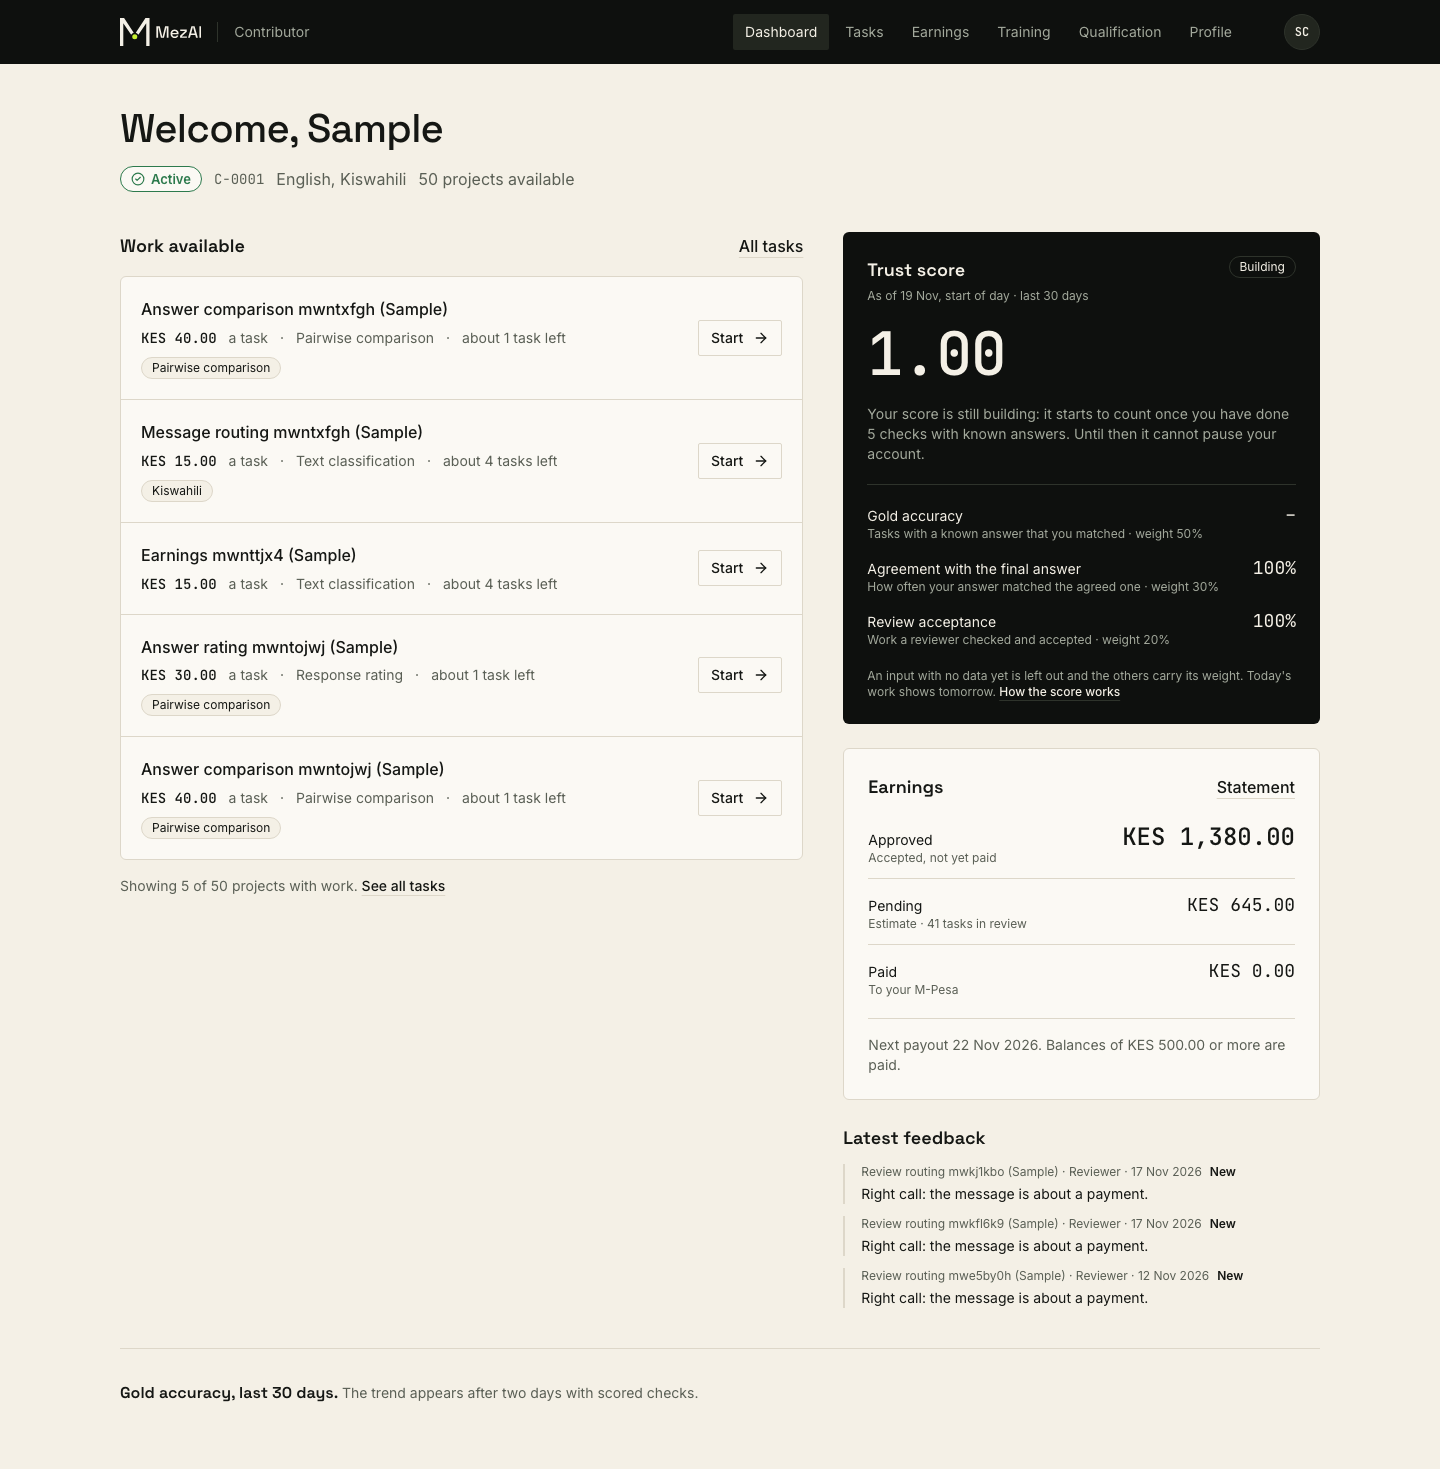 MezAI
Contributor
Dashboard
Tasks
Earnings
Training
Qualification
Profile
SC
Welcome, Sample
Active
C-0001
English, Kiswahili
50 projects available
Work available
All tasks
Answer comparison mwntxfgh (Sample)
KES 40.00 a task · Pairwise comparison · about 1 task left
Pairwise comparison
Start
Message routing mwntxfgh (Sample)
KES 15.00 a task · Text classification · about 4 tasks left
Kiswahili
Start
Earnings mwnttjx4 (Sample)
KES 15.00 a task · Text classification · about 4 tasks left
Start
Answer rating mwntojwj (Sample)
KES 30.00 a task · Response rating · about 1 task left
Pairwise comparison
Start
Answer comparison mwntojwj (Sample)
KES 40.00 a task · Pairwise comparison · about 1 task left
Pairwise comparison
Start
Showing 5 of 50 projects with work. See all tasks
Trust score
Building
As of 19 Nov, start of day · last 30 days
1.00
Your score is still building: it starts to count once you have done
5 checks with known answers. Until then it cannot pause your
account.
Gold accuracy –
Tasks with a known answer that you matched · weight 50%
Agreement with the final answer 100%
How often your answer matched the agreed one · weight 30%
Review acceptance 100%
Work a reviewer checked and accepted · weight 20%
An input with no data yet is left out and the others carry its weight. Today's
work shows tomorrow. How the score works
Earnings
Statement
Approved KES 1,380.00
Accepted, not yet paid
Pending KES 645.00
Estimate · 41 tasks in review
Paid KES 0.00
To your M-Pesa
Next payout 22 Nov 2026. Balances of KES 500.00 or more are
paid.
Latest feedback
Review routing mwkj1kbo (Sample) · Reviewer · 17 Nov 2026 New
Right call: the message is about a payment.
Review routing mwkfl6k9 (Sample) · Reviewer · 17 Nov 2026 New
Right call: the message is about a payment.
Review routing mwe5by0h (Sample) · Reviewer · 12 Nov 2026 New
Right call: the message is about a payment.
Gold accuracy, last 30 days. The trend appears after two days with scored checks.